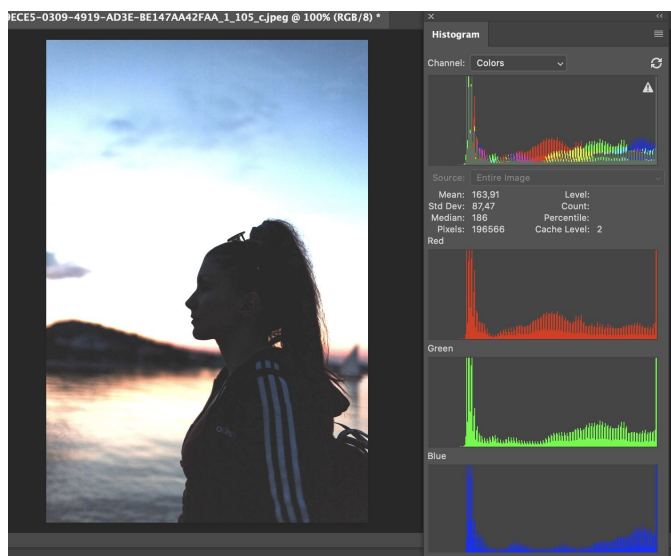 9ECE5-0309-4919-AD3E-BE147AA42FAA_1_105_c.jpeg @ 100% (RGB/8) *
Histogram
Channel: Colors
Source: Entire Image
Mean: 163,91 Level:
Std Dev: 87,47 Count:
Median: 186 Percentile:
Pixels: 196566 Cache Level: 2
Red
Green
Blue